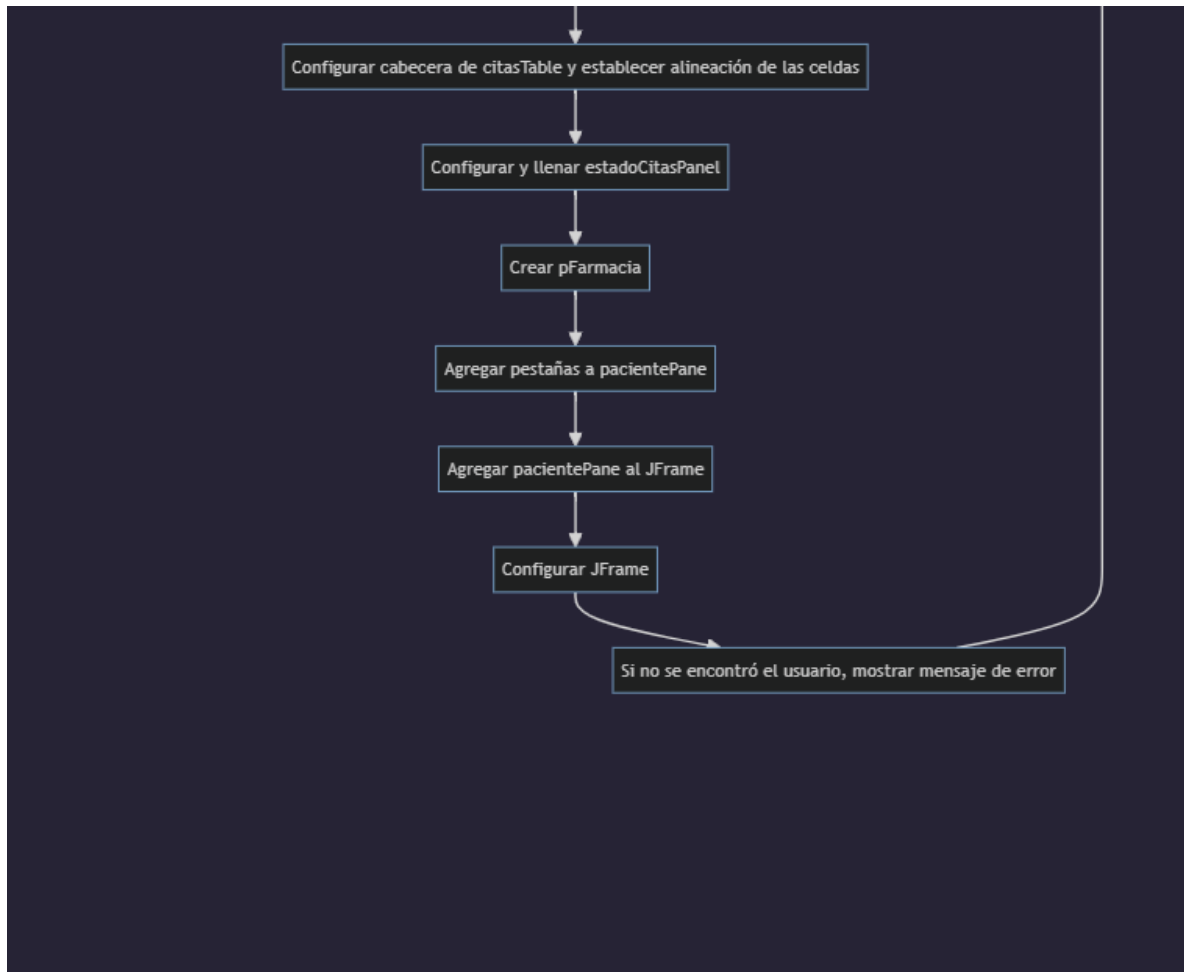 Configurar cabecera de citasTable y establecer alineación de las celdas
Configurar y llenar estadoCitasPanel
Crear pFarmacia
Agregar pestañas a pacientePane
Agregar pacientePane al JFrame
Configurar JFrame
Si no se encontró el usuario, mostrar mensaje de error